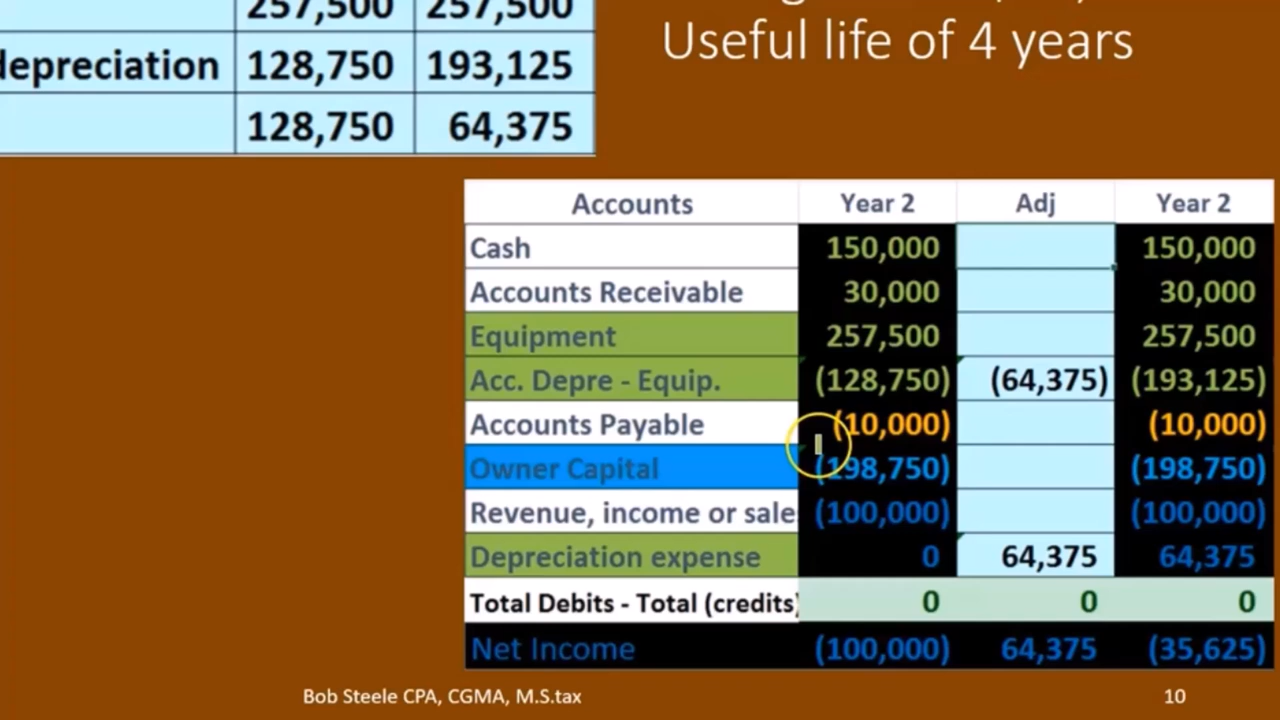 257,500 257,500
Useful life of 4 years
depreciation 128,750 193,125
128,750 64,375
Accounts Year 2 Adj Year 2
Cash 150,000 150,000
Accounts Receivable 30,000 30,000
Equipment 257,500 257,500
Acc. Depre - Equip. (128,750) (64,375) (193,125)
Accounts Payable (10,000) (10,000)
Owner Capital (198,750) (198,750)
Revenue, income or sale (100,000) (100,000)
Depreciation expense 0 64,375 64,375
Total Debits - Total (credits) 0 0 0
Net Income (100,000) 64,375 (35,625)
Bob Steele CPA, CGMA, M.S.tax 10